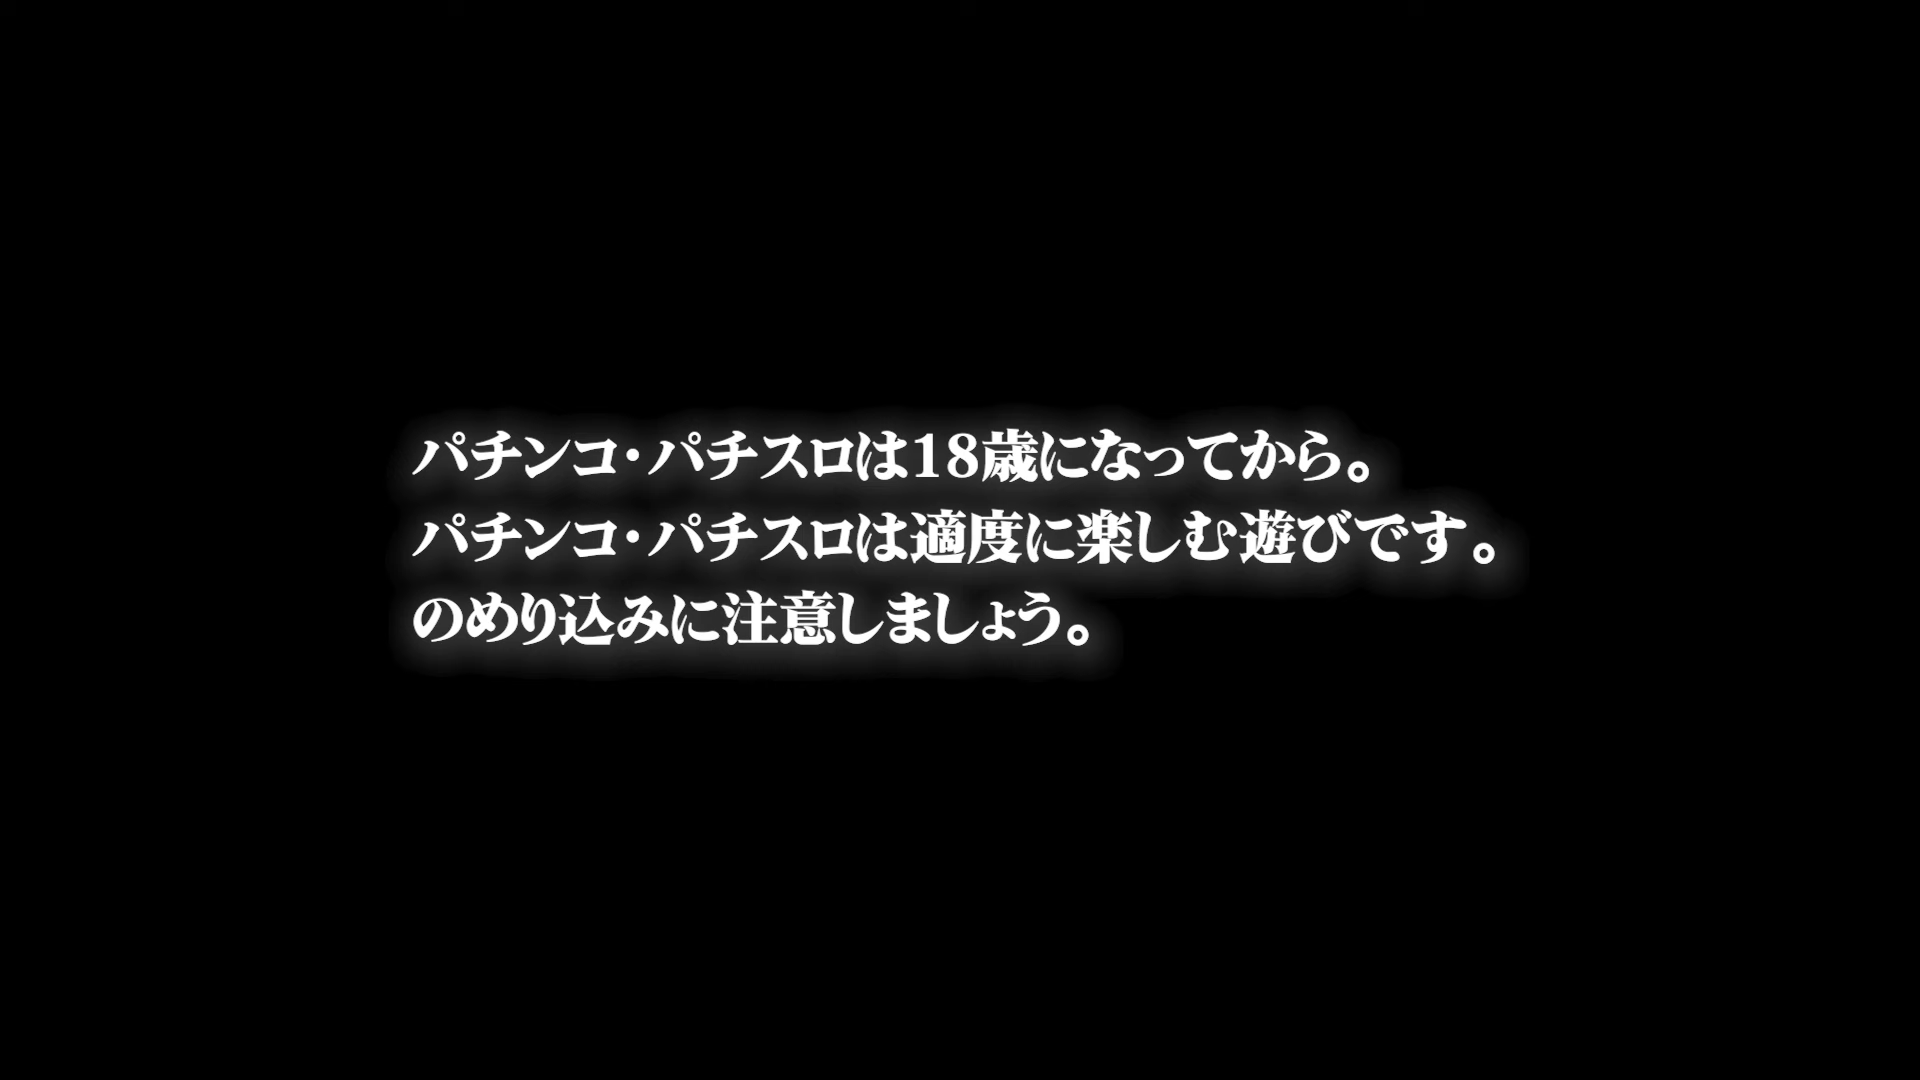 パチンコ・パチスロは18歳になってから。
パチンコ・パチスロは適度に楽しむ遊びです。
のめり込みに注意しましょう。